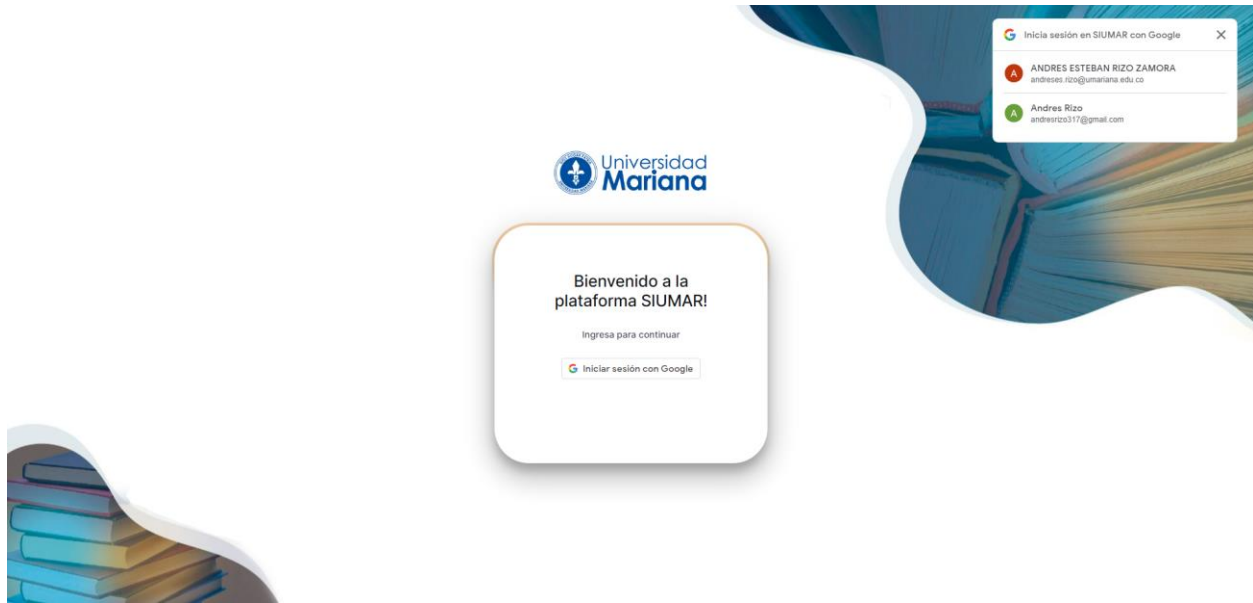 Inicia sesión en SIUMAR con Google
A
ANDRES ESTEBAN RIZO ZAMORA
andreses.rizo@umariana.edu.co
A
Andres Rizo
andresrizo317@gmail.com
Universidad
Mariana
Bienvenido a la
plataforma SIUMAR!
Ingresa para continuar
Iniciar sesión con Google